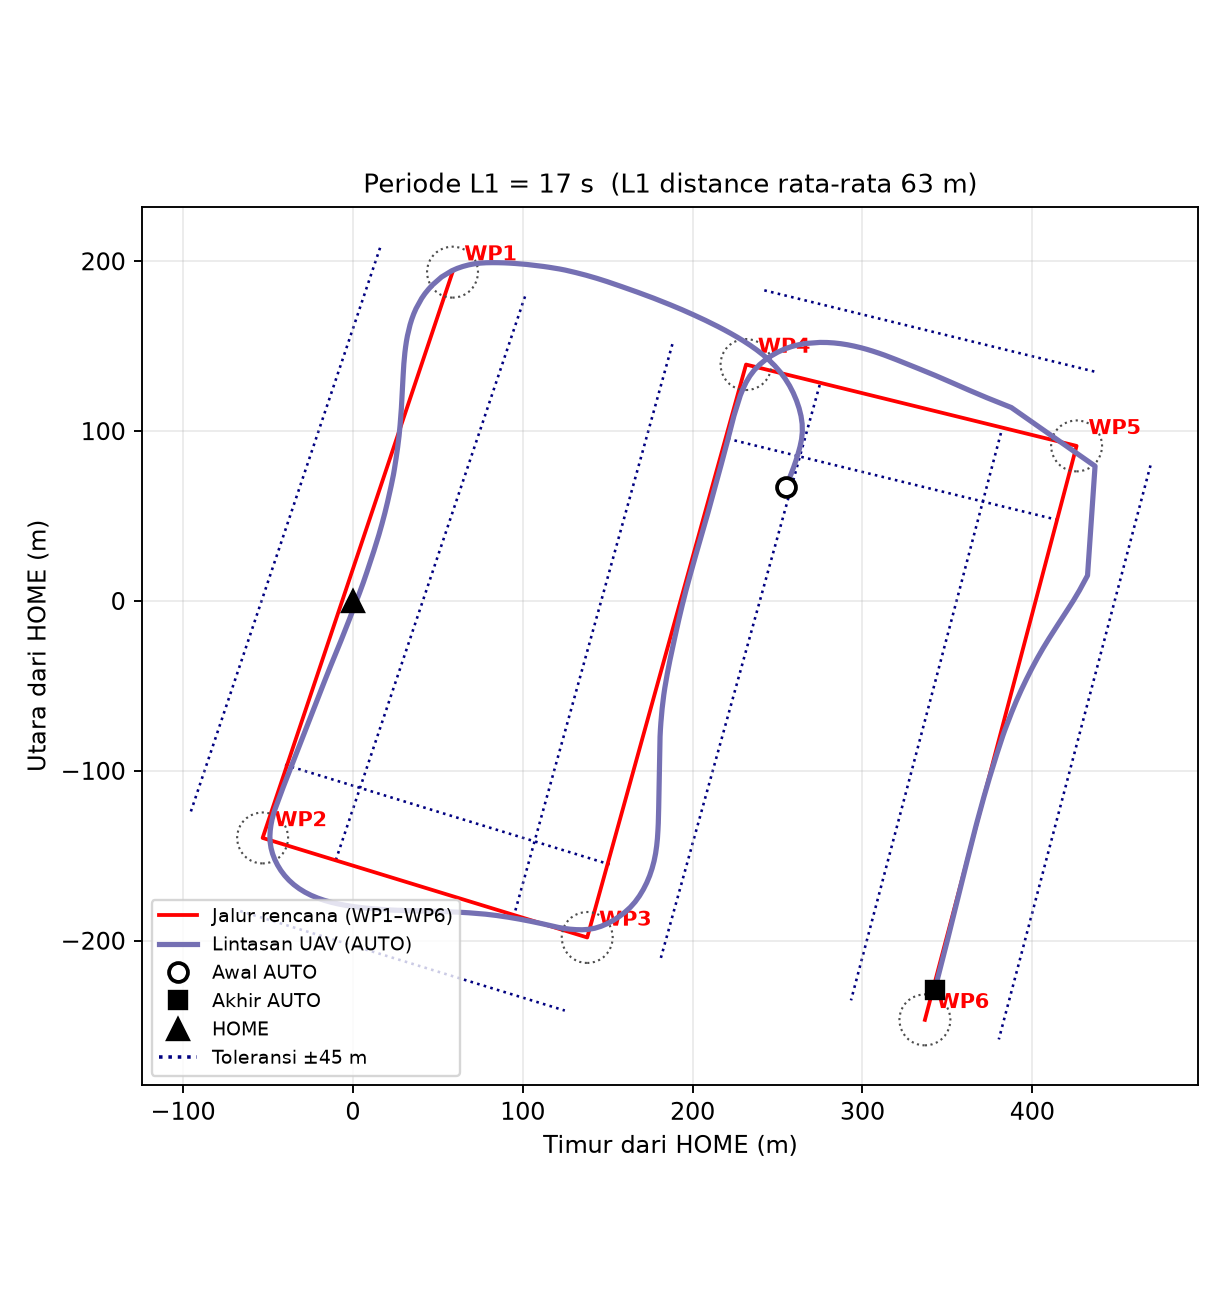 Periode L1 = 17 s  (L1 distance rata-rata 63 m)
Utara dari HOME (m)
200
100
0
−100
−200
WP1
WP4
WP5
WP2
WP3
WP6
Jalur rencana (WP1–WP6)
Lintasan UAV (AUTO)
Awal AUTO
Akhir AUTO
HOME
Toleransi ±45 m
−100 0 100 200 300 400
Timur dari HOME (m)